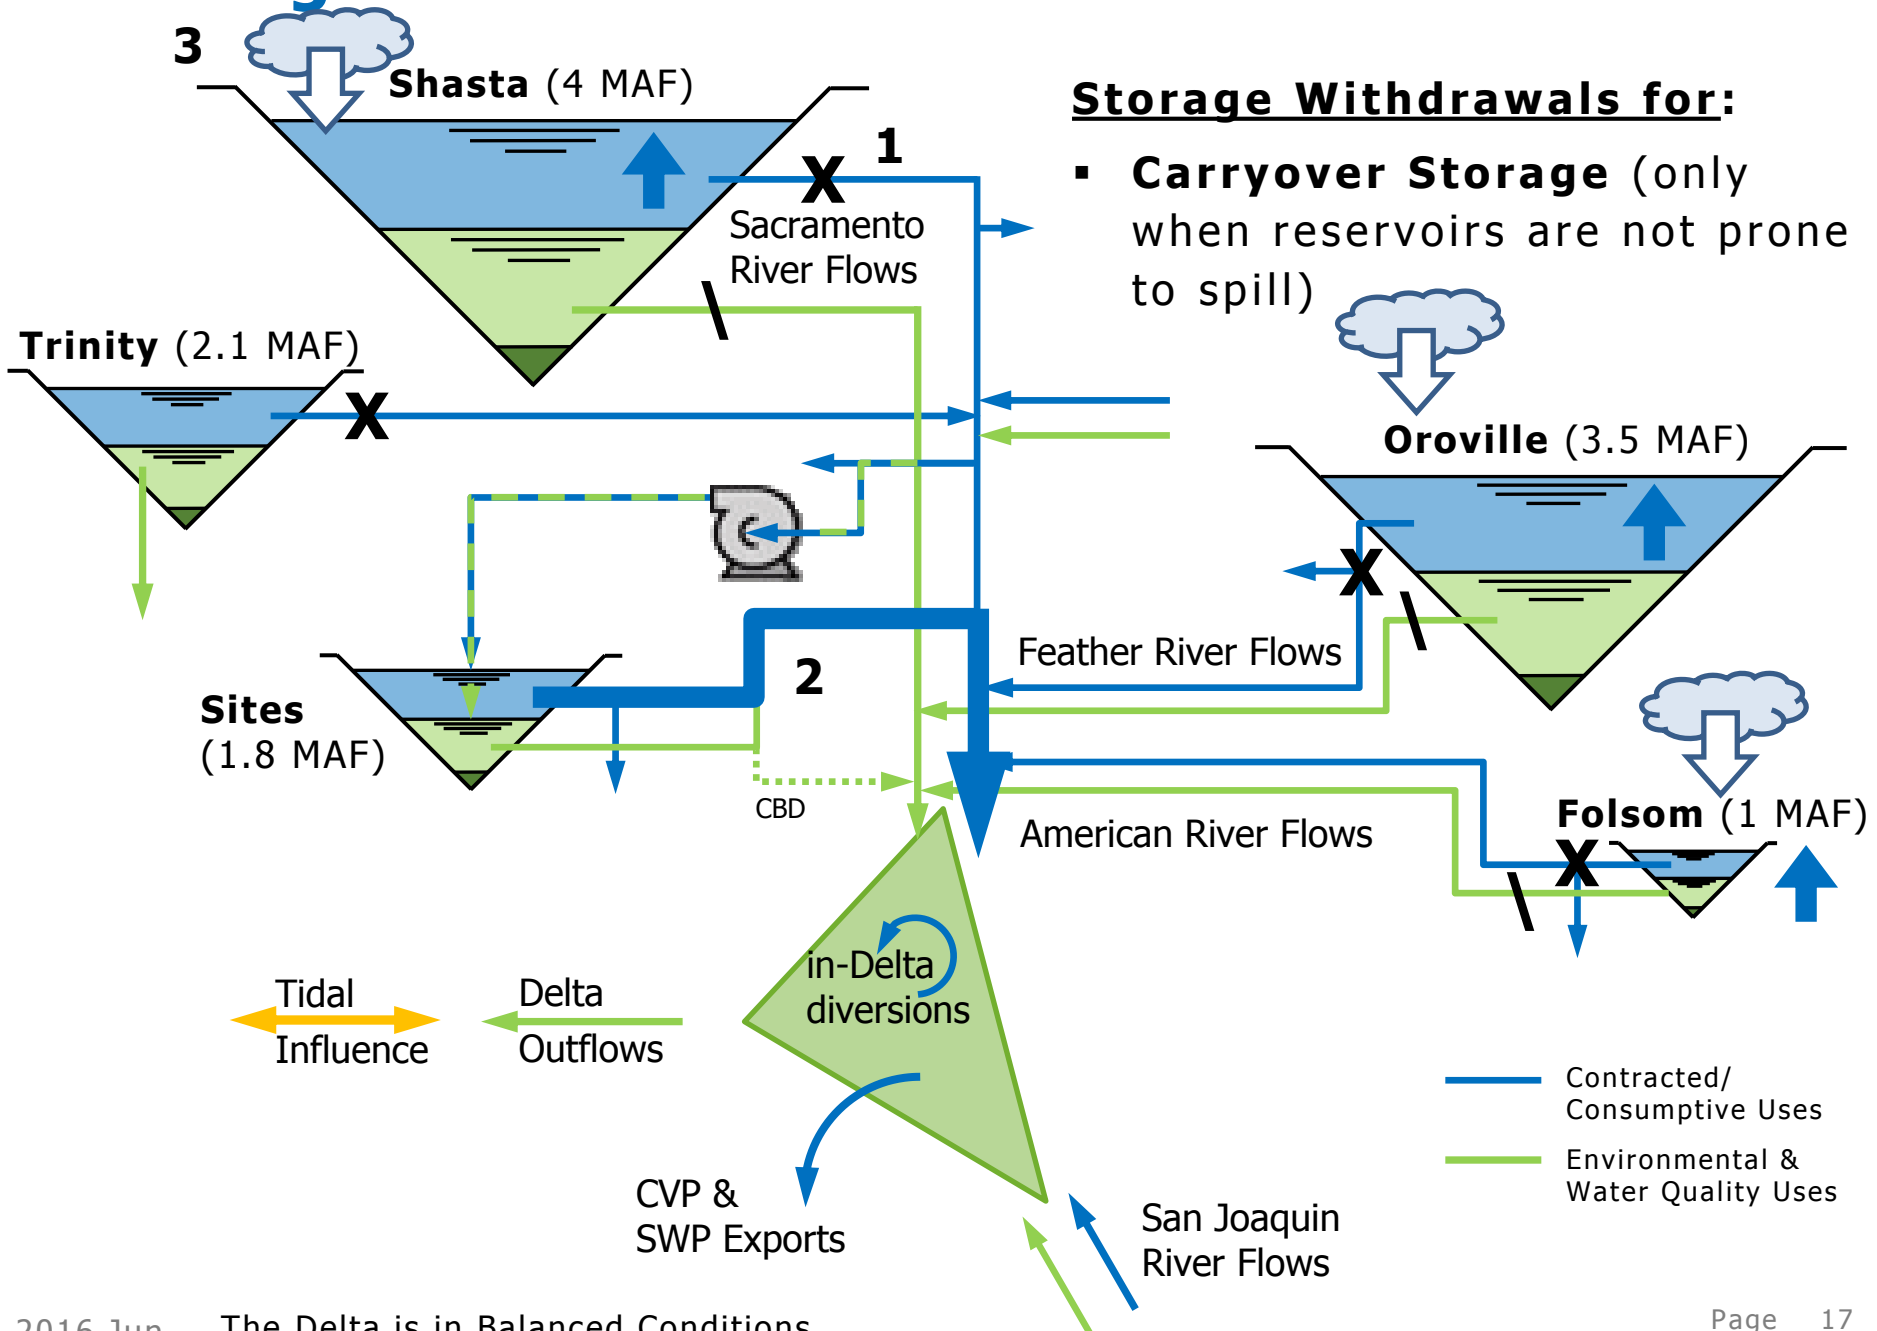 3
Shasta (4 MAF)
1
Storage Withdrawals for:
▪ Carryover Storage (only
when reservoirs are not prone
to spill)
X
Sacramento
River Flows
\
Trinity (2.1 MAF)
X
Oroville (3.5 MAF)
X
\
Feather River Flows
2
Sites
(1.8 MAF)
CBD
American River Flows
Folsom (1 MAF)
X
\
in-Delta
diversions
Tidal
Influence
Delta
Outflows
Contracted/
Consumptive Uses
Environmental &
Water Quality Uses
CVP &
SWP Exports
San Joaquin
River Flows
2016 Jun
The Delta is in Balanced Conditions
Page 17